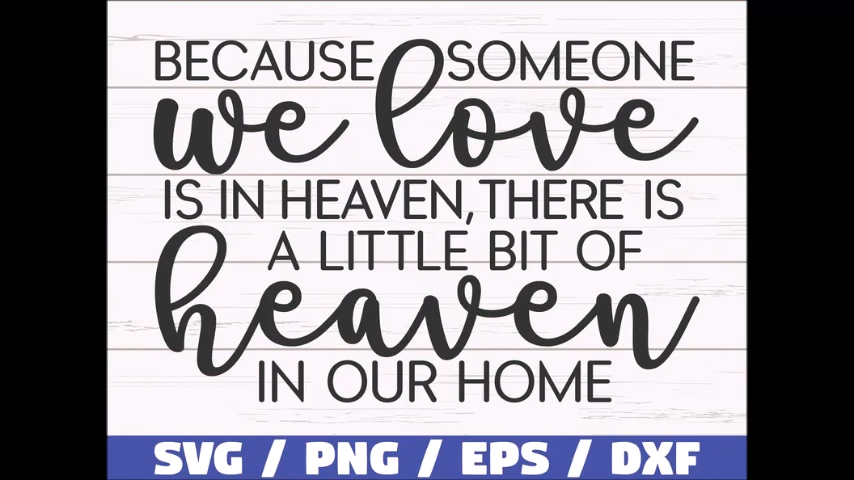 BECAUSE SOMEONE
we love
IS IN HEAVEN, THERE IS
A LITTLE BIT OF
heaven
IN OUR HOME
SVG / PNG / EPS / DXF